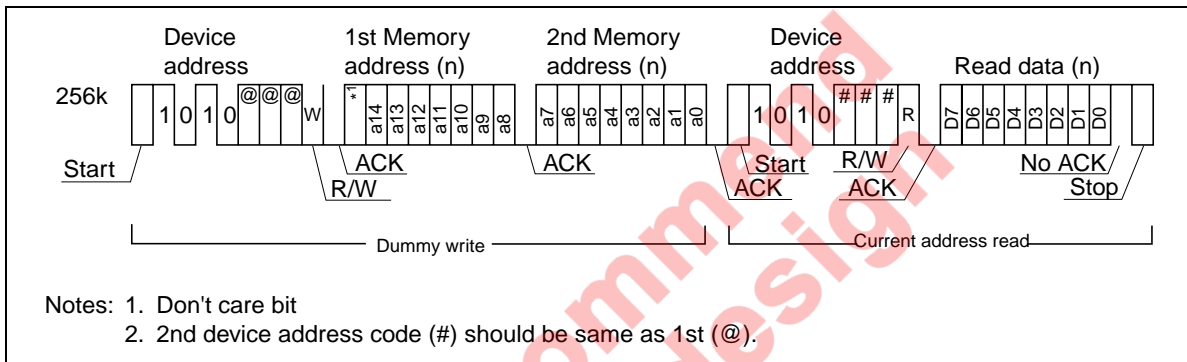 Device address
1st Memory address (n)
2nd Memory address (n)
Device address
Read data (n)
256k
1 0 1 0 @ @ @ W
*1 a14 a13 a12 a11 a10 a9 a8
a7 a6 a5 a4 a3 a2 a1 a0
1 0 1 0 # # # R
D7 D6 D5 D4 D3 D2 D1 D0
Start
R/W
ACK
ACK
ACK
Start
R/W
ACK
No ACK
Stop
Dummy write
Current address read
Notes: 1. Don't care bit
2. 2nd device address code (#) should be same as 1st (@).
ommend
design